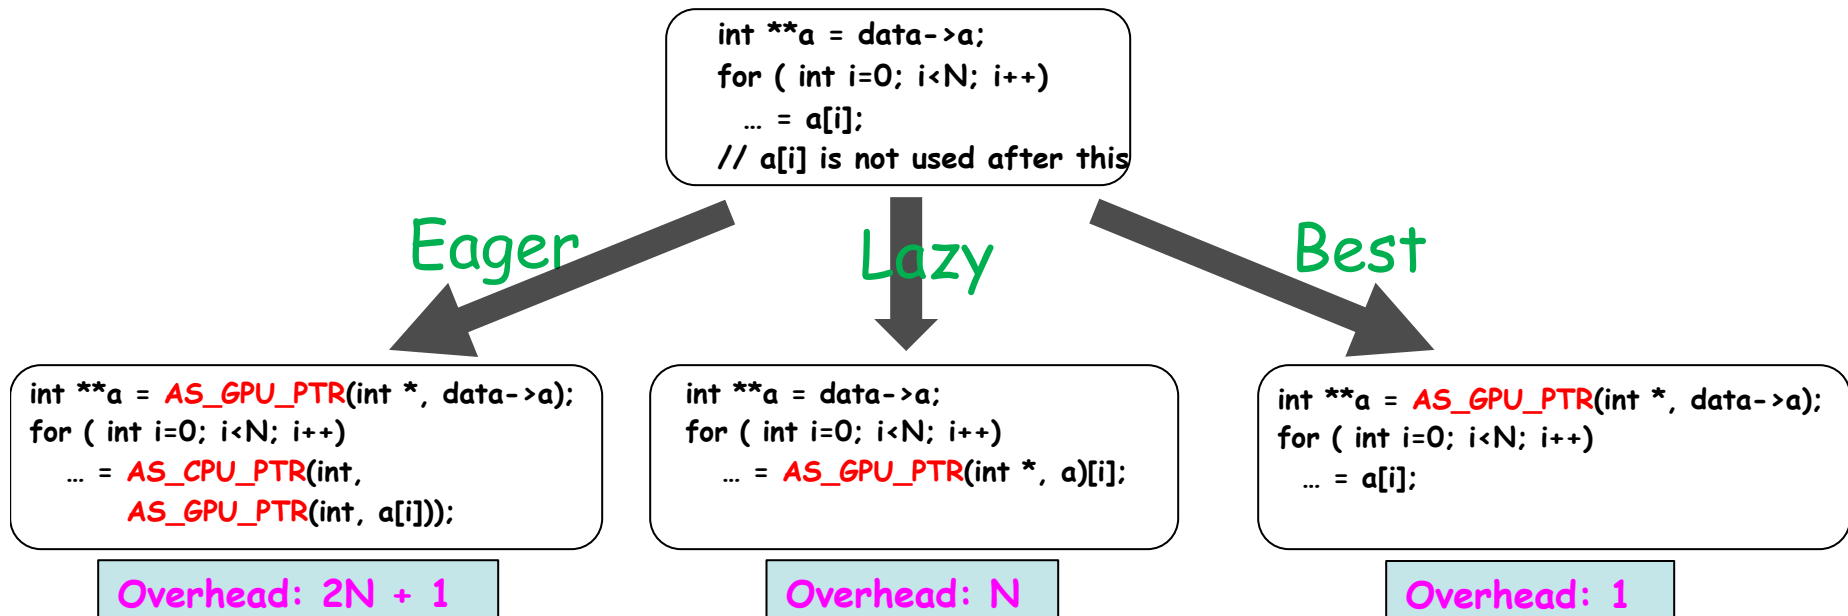 int **a = data->a;
for ( int i=0; i<N; i++)
… = a[i];
// a[i] is not used after this
Eager
Lazy
Best
int **a = AS_GPU_PTR(int *, data->a);
for ( int i=0; i<N; i++)
… = AS_CPU_PTR(int,
AS_GPU_PTR(int, a[i]));
Overhead: 2N + 1
int **a = data->a;
for ( int i=0; i<N; i++)
… = AS_GPU_PTR(int *, a)[i];
Overhead: N
int **a = AS_GPU_PTR(int *, data->a);
for ( int i=0; i<N; i++)
… = a[i];
Overhead: 1